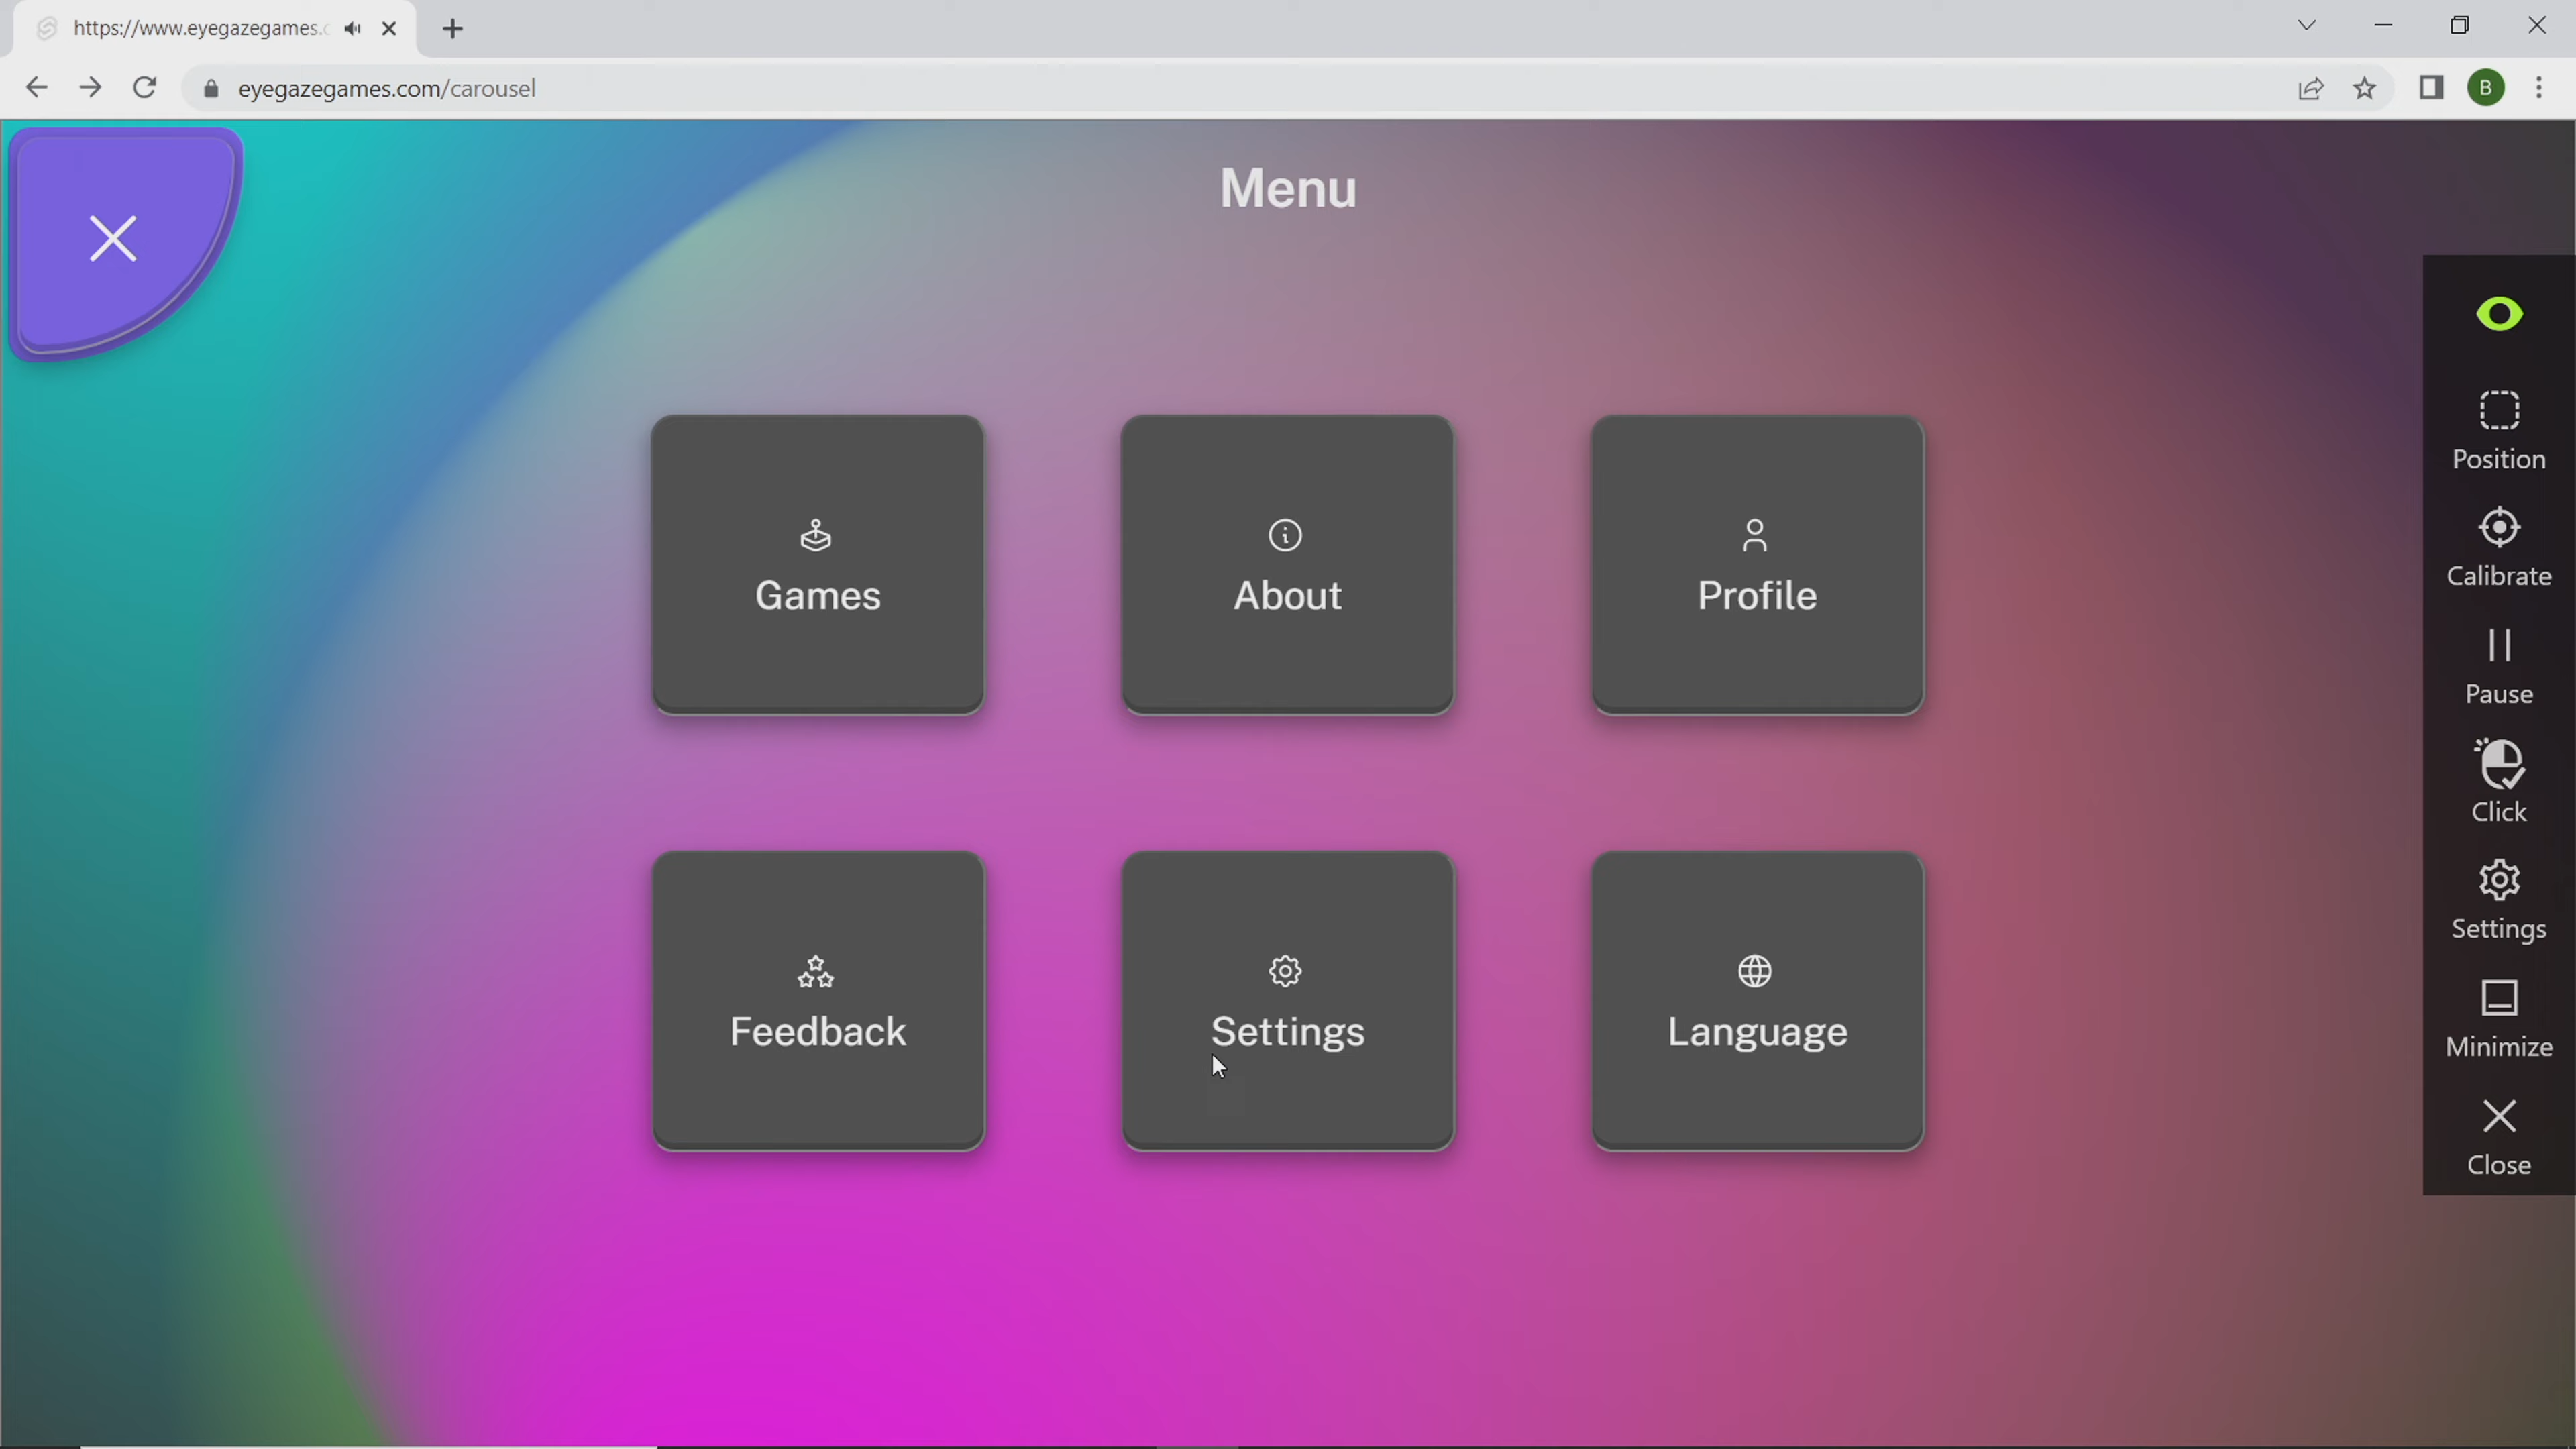 https://www.eyegazegames.c
eyegazegames.com/carousel
B
Menu
Games
About
Profile
Feedback
Settings
Language
Position
Calibrate
Pause
Click
Settings
Minimize
Close